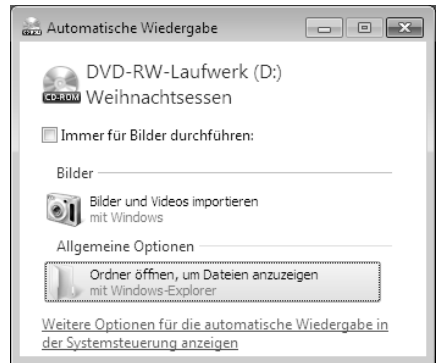 Automatische Wiedergabe
DVD-RW-Laufwerk (D:)
CD-ROM
Weihnachtsessen
Immer für Bilder durchführen:
Bilder
Bilder und Videos importieren
mit Windows
Allgemeine Optionen
Ordner öffnen, um Dateien anzuzeigen
mit Windows-Explorer
Weitere Optionen für die automatische Wiedergabe in
der Systemsteuerung anzeigen